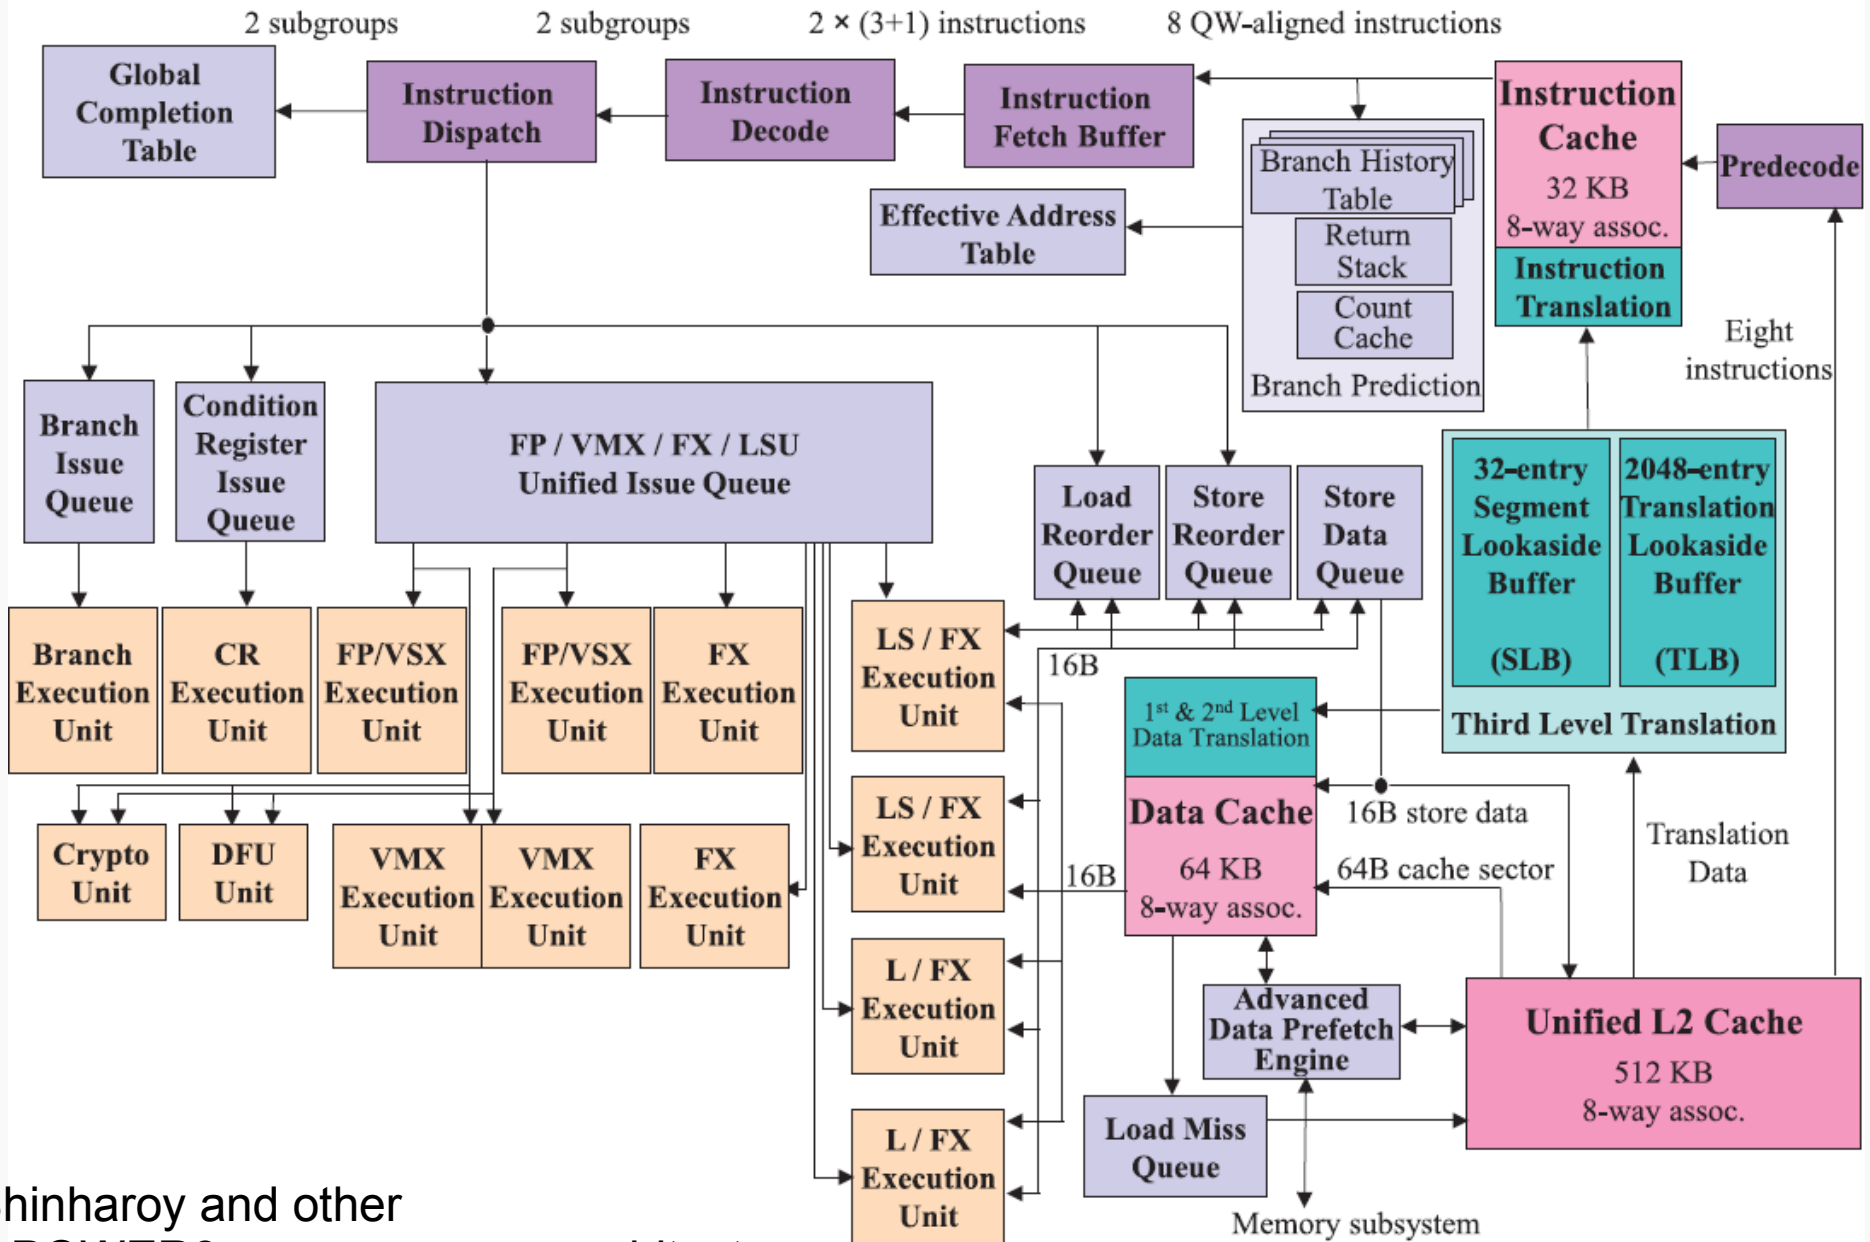 2 subgroups
2 subgroups
2 × (3+1) instructions
8 QW-aligned instructions
Global
Completion
Table
Instruction
Dispatch
Instruction
Decode
Instruction
Fetch Buffer
Instruction
Cache
32 KB
8-way assoc.
Instruction
Translation
Predecode
Branch History
Table
Return
Stack
Count
Cache
Branch Prediction
Effective Address
Table
Eight
instructions
Branch
Issue
Queue
Condition
Register
Issue
Queue
FP / VMX / FX / LSU
Unified Issue Queue
Load
Reorder
Queue
Store
Reorder
Queue
Store
Data
Queue
32-entry
Segment
Lookaside
Buffer
(SLB)
2048-entry
Translation
Lookaside
Buffer
(TLB)
Third Level Translation
Branch
Execution
Unit
CR
Execution
Unit
FP/VSX
Execution
Unit
FP/VSX
Execution
Unit
FX
Execution
Unit
LS / FX
Execution
Unit
16B
1st & 2nd Level
Data Translation
Data Cache
64 KB
8-way assoc.
16B store data
64B cache sector
Translation
Data
Crypto
Unit
DFU
Unit
VMX
Execution
Unit
VMX
Execution
Unit
FX
Execution
Unit
LS / FX
Execution
Unit
16B
L / FX
Execution
Unit
Advanced
Data Prefetch
Engine
Unified L2 Cache
512 KB
8-way assoc.
Load Miss
Queue
L / FX
Execution
Unit
Memory subsystem
hinharoy and other